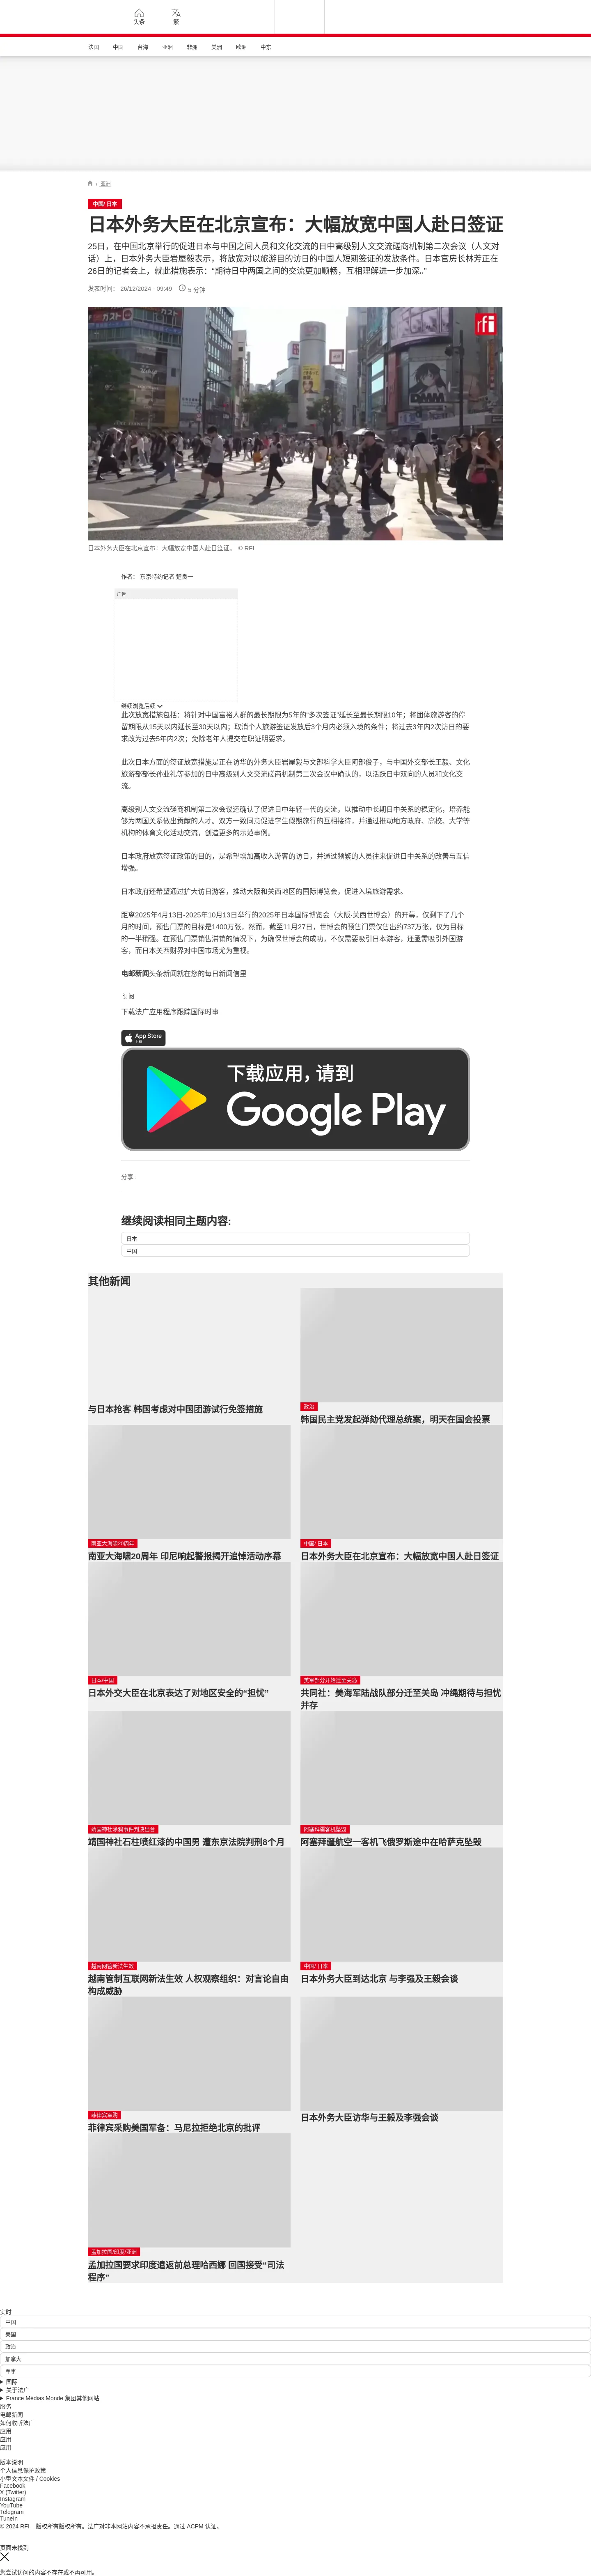 头条
繁
法国 中国 台海 亚洲 非洲 美洲 欧洲 中东
/ 亚洲
中国/ 日本
日本外务大臣在北京宣布：大幅放宽中国人赴日签证
25日，在中国北京举行的促进日本与中国之间人员和文化交流的日中高级别人文交流磋商机制第二次会议（人文对
话）上，日本外务大臣岩屋毅表示，将放宽对以旅游目的访日的中国人短期签证的发放条件。日本官房长林芳正在
26日的记者会上，就此措施表示：“期待日中两国之间的交流更加顺畅，互相理解进一步加深。”
发表时间： 26/12/2024 - 09:49 5 分钟
rfi
日本外务大臣在北京宣布：大幅放宽中国人赴日签证。 © RFI
作者： 东京特约记者 楚良一
广告
继续浏览后续
此次放宽措施包括：将针对中国富裕人群的最长期限为5年的“多次签证”延长至最长期限10年；将团体旅游客的停
留期限从15天以内延长至30天以内；取消个人旅游签证发放后3个月内必须入境的条件；将过去3年内2次访日的要
求改为过去5年内2次；免除老年人提交在职证明要求。
此次日本方面的签证放宽措施是正在访华的外务大臣岩屋毅与文部科学大臣阿部俊子，与中国外交部长王毅、文化
旅游部部长孙业礼等参加的日中高级别人文交流磋商机制第二次会议中确认的，以活跃日中双向的人员和文化交
流。
高级别人文交流磋商机制第二次会议还确认了促进日中年轻一代的交流，以推动中长期日中关系的稳定化，培养能
够为两国关系做出贡献的人才。双方一致同意促进学生假期旅行的互相接待，并通过推动地方政府、高校、大学等
机构的体育文化活动交流，创造更多的示范事例。
日本政府放宽签证政策的目的，是希望增加高收入游客的访日，并通过频繁的人员往来促进日中关系的改善与互信
增强。
日本政府还希望通过扩大访日游客，推动大阪和关西地区的国际博览会，促进入境旅游需求。
距离2025年4月13日-2025年10月13日举行的2025年日本国际博览会（大阪·关西世博会）的开幕，仅剩下了几个
月的时间，预售门票的目标是1400万张，然而，截至11月27日，世博会的预售门票仅售出约737万张，仅为目标
的一半稍强。在预售门票销售滞销的情况下，为确保世博会的成功，不仅需要吸引日本游客，还亟需吸引外国游
客，而日本关西财界对中国市场尤为重视。
电邮新闻头条新闻就在您的每日新闻信里
订阅
下载法广应用程序跟踪国际时事
App Store
下载
下载应用，请到
Google Play
分享 :
继续阅读相同主题内容:
日本
中国
其他新闻
与日本抢客 韩国考虑对中国团游试行免签措施
政治
韩国民主党发起弹劾代理总统案，明天在国会投票
南亚大海啸20周年
南亚大海啸20周年 印尼响起警报揭开追悼活动序幕
中国/ 日本
日本外务大臣在北京宣布：大幅放宽中国人赴日签证
日本/中国
日本外交大臣在北京表达了对地区安全的“担忧”
美军部分开始迁至关岛
共同社：美海军陆战队部分迁至关岛 冲绳期待与担忧
并存
靖国神社涂鸦事件判决出台
靖国神社石柱喷红漆的中国男 遭东京法院判刑8个月
阿塞拜疆客机坠毁
阿塞拜疆航空一客机飞俄罗斯途中在哈萨克坠毁
越南网管新法生效
越南管制互联网新法生效 人权观察组织：对言论自由
构成威胁
中国/ 日本
日本外务大臣到达北京 与李强及王毅会谈
菲律宾军购
菲律宾采购美国军备：马尼拉拒绝北京的批评
日本外务大臣访华与王毅及李强会谈
孟加拉国/印度/亚洲
孟加拉国要求印度遣返前总理哈西娜 回国接受“司法
程序”
实时
中国
美国
政治
加拿大
军事
国际
关于法广
France Médias Monde 集团其他网站
服务
电邮新闻
如何收听法广
应用
应用
应用
版本说明
个人信息保护政策
小型文本文件 / Cookies
Facebook
X (Twitter)
Instagram
YouTube
Telegram
TuneIn
© 2024 RFI – 版权所有版权所有。法广对非本网站内容不承担责任。通过 ACPM 认证。
页面未找到
您尝试访问的内容不存在或不再可用。